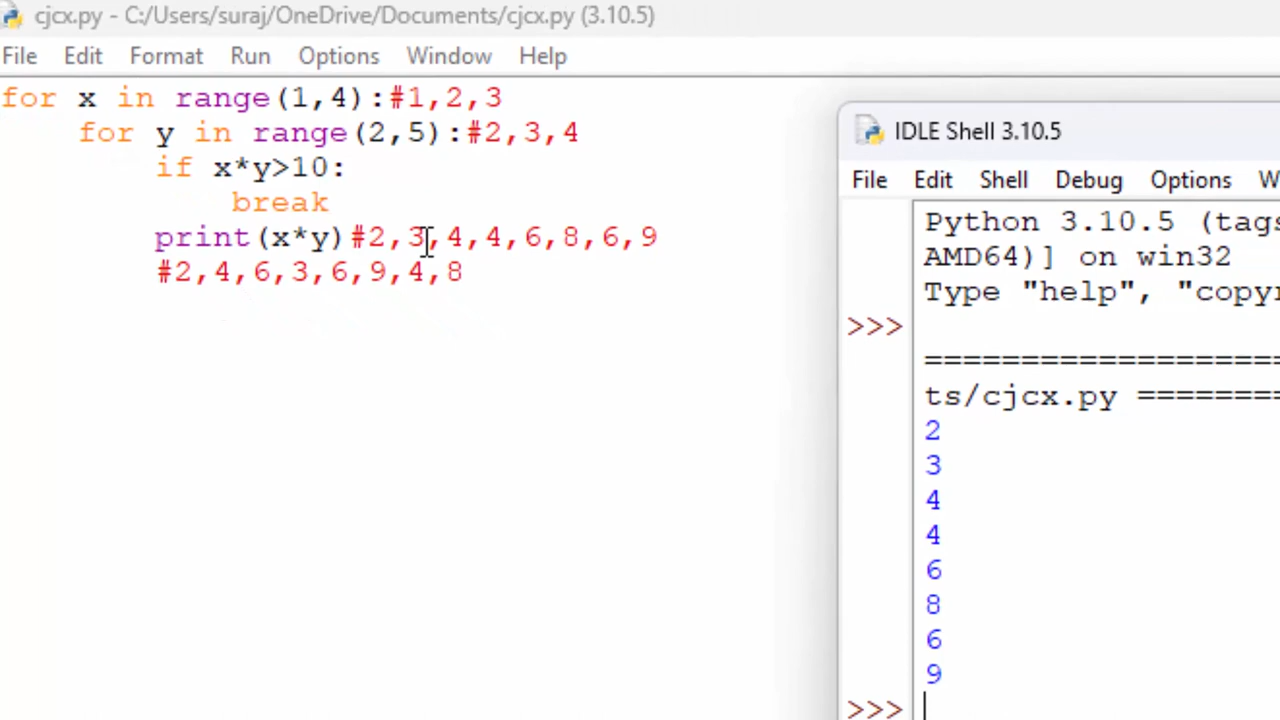 cjcx.py - C:/Users/suraj/OneDrive/Documents/cjcx.py (3.10.5)
File Edit Format Run Options Window Help
for x in range(1,4):#1,2,3
    for y in range(2,5):#2,3,4
        if x*y>10:
            break
        print(x*y)#2,3,4,4,6,8,6,9
        #2,4,6,3,6,9,4,8
IDLE Shell 3.10.5
File Edit Shell Debug Options
Python 3.10.5 (tags
AMD64)] on win32
Type "help", "copyr
>>>
=====================
ts/cjcx.py ========
2
3
4
4
6
8
6
9
>>>